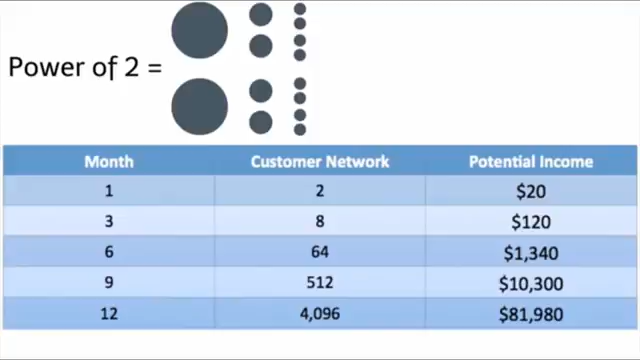 Power of 2 =
Month Customer Network Potential Income
1 2 $20
3 8 $120
6 64 $1,340
9 512 $10,300
12 4,096 $81,980